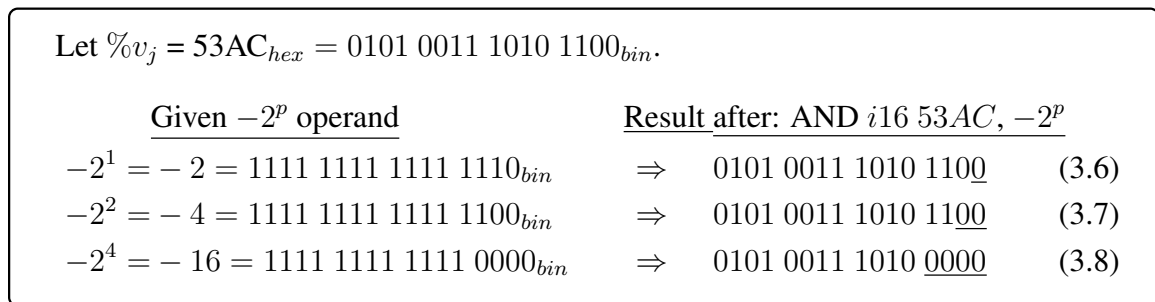 Let %v_j = 53AC_hex = 0101 0011 1010 1100_bin.
Given −2^p operand Result after: AND i16 53AC, −2^p
−2^1 = − 2 = 1111 1111 1111 1110_bin ⇒ 0101 0011 1010 1100 (3.6)
−2^2 = − 4 = 1111 1111 1111 1100_bin ⇒ 0101 0011 1010 1100 (3.7)
−2^4 = − 16 = 1111 1111 1111 0000_bin ⇒ 0101 0011 1010 0000 (3.8)